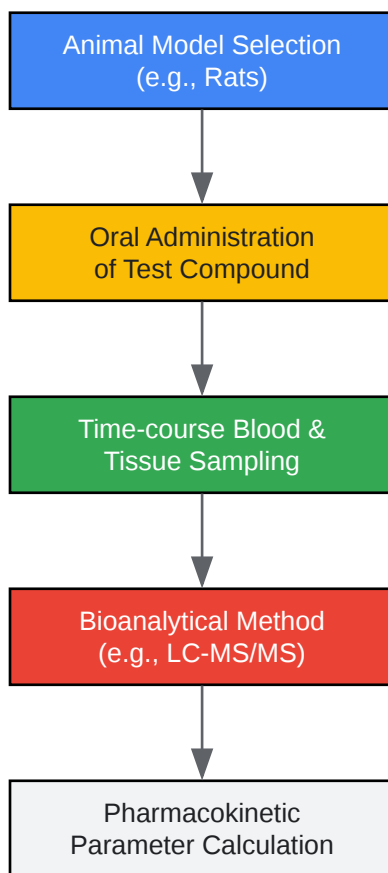 Animal Model Selection
(e.g., Rats)
Oral Administration
of Test Compound
Time-course Blood &
Tissue Sampling
Bioanalytical Method
(e.g., LC-MS/MS)
Pharmacokinetic
Parameter Calculation